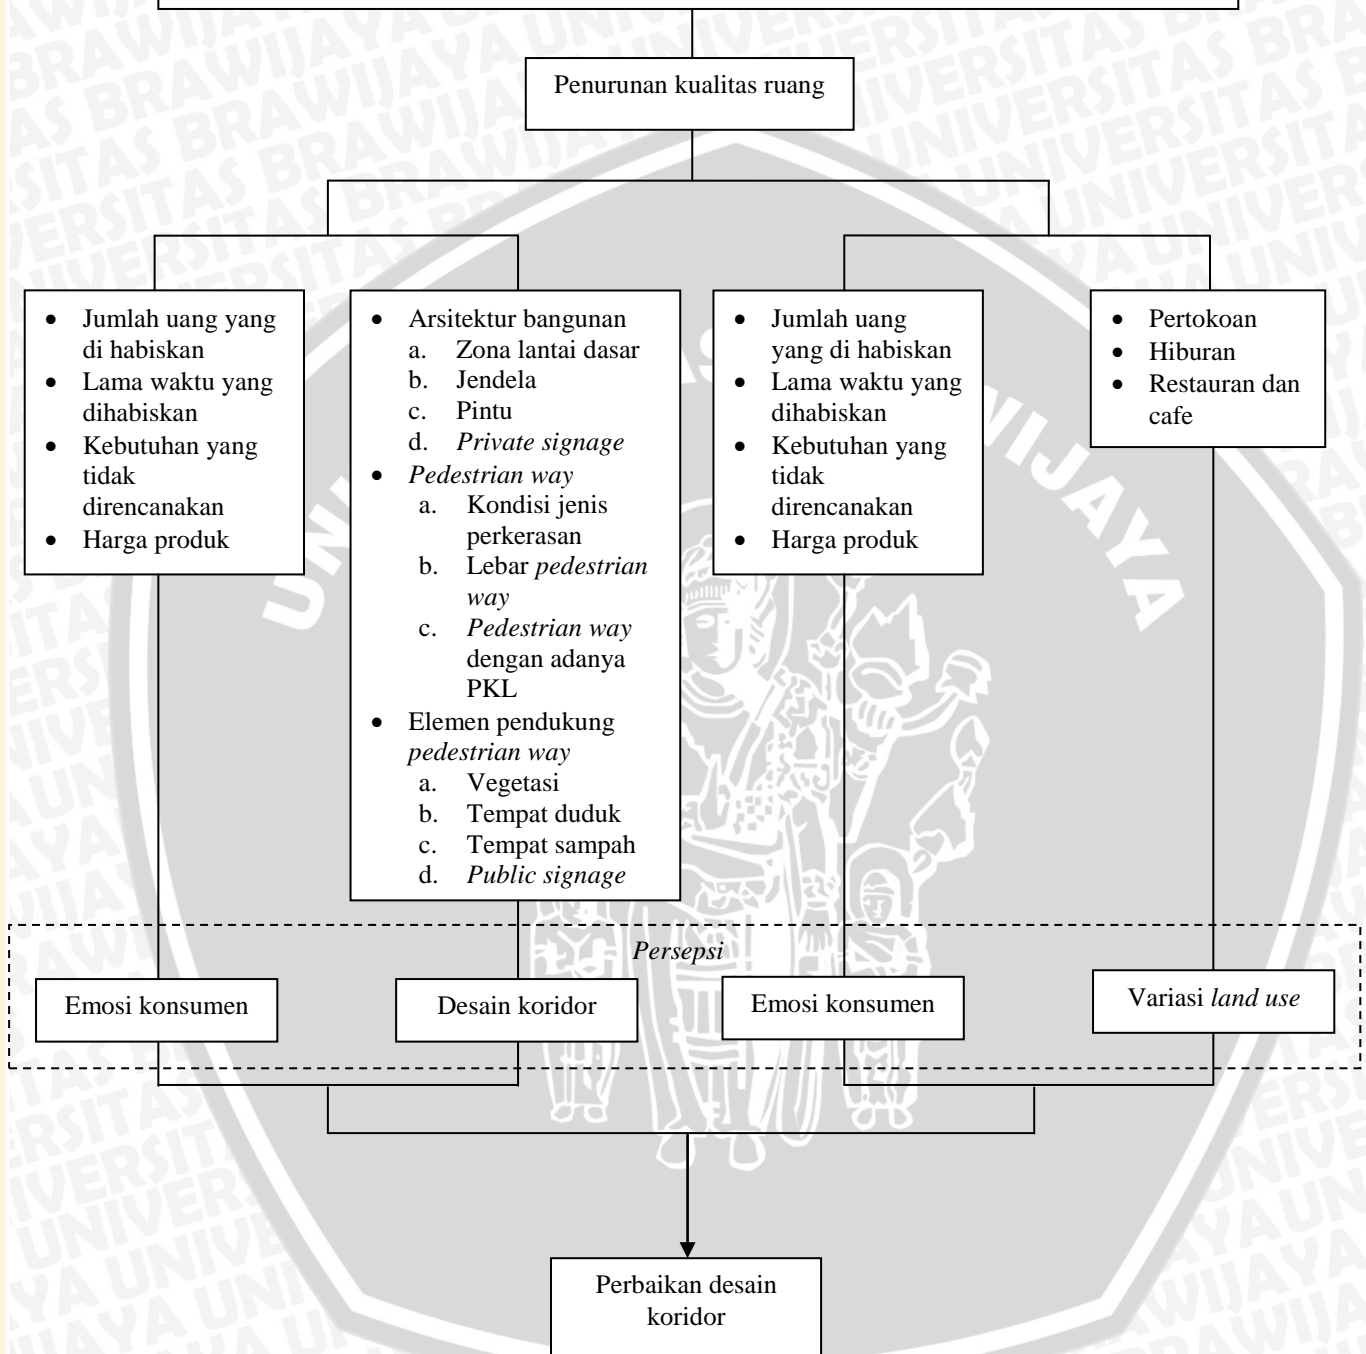 Penurunan kualitas ruang
• Jumlah uang yang
di habiskan
• Lama waktu yang
dihabiskan
• Kebutuhan yang
tidak
direncanakan
• Harga produk
• Arsitektur bangunan
a. Zona lantai dasar
b. Jendela
c. Pintu
d. Private signage
• Pedestrian way
a. Kondisi jenis
perkerasan
b. Lebar pedestrian
way
c. Pedestrian way
dengan adanya
PKL
• Elemen pendukung
pedestrian way
a. Vegetasi
b. Tempat duduk
c. Tempat sampah
d. Public signage
• Jumlah uang
yang di habiskan
• Lama waktu yang
dihabiskan
• Kebutuhan yang
tidak
direncanakan
• Harga produk
• Pertokoan
• Hiburan
• Restauran dan
cafe
Persepsi
Emosi konsumen
Desain koridor
Emosi konsumen
Variasi land use
Perbaikan desain
koridor